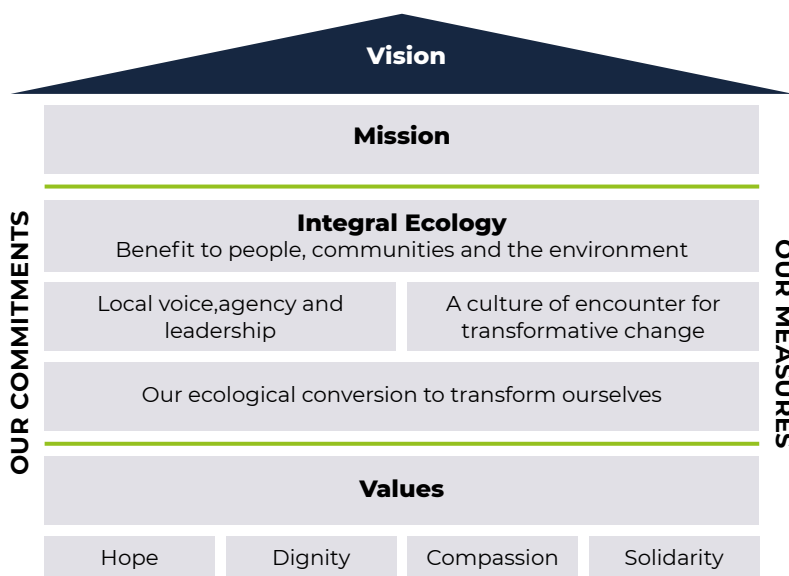 Vision
Mission
Integral Ecology
Benefit to people, communities and the environment
OUR COMMITMENTS
OUR MEASURES
Local voice,agency and
leadership
A culture of encounter for
transformative change
Our ecological conversion to transform ourselves
Values
Hope
Dignity
Compassion
Solidarity